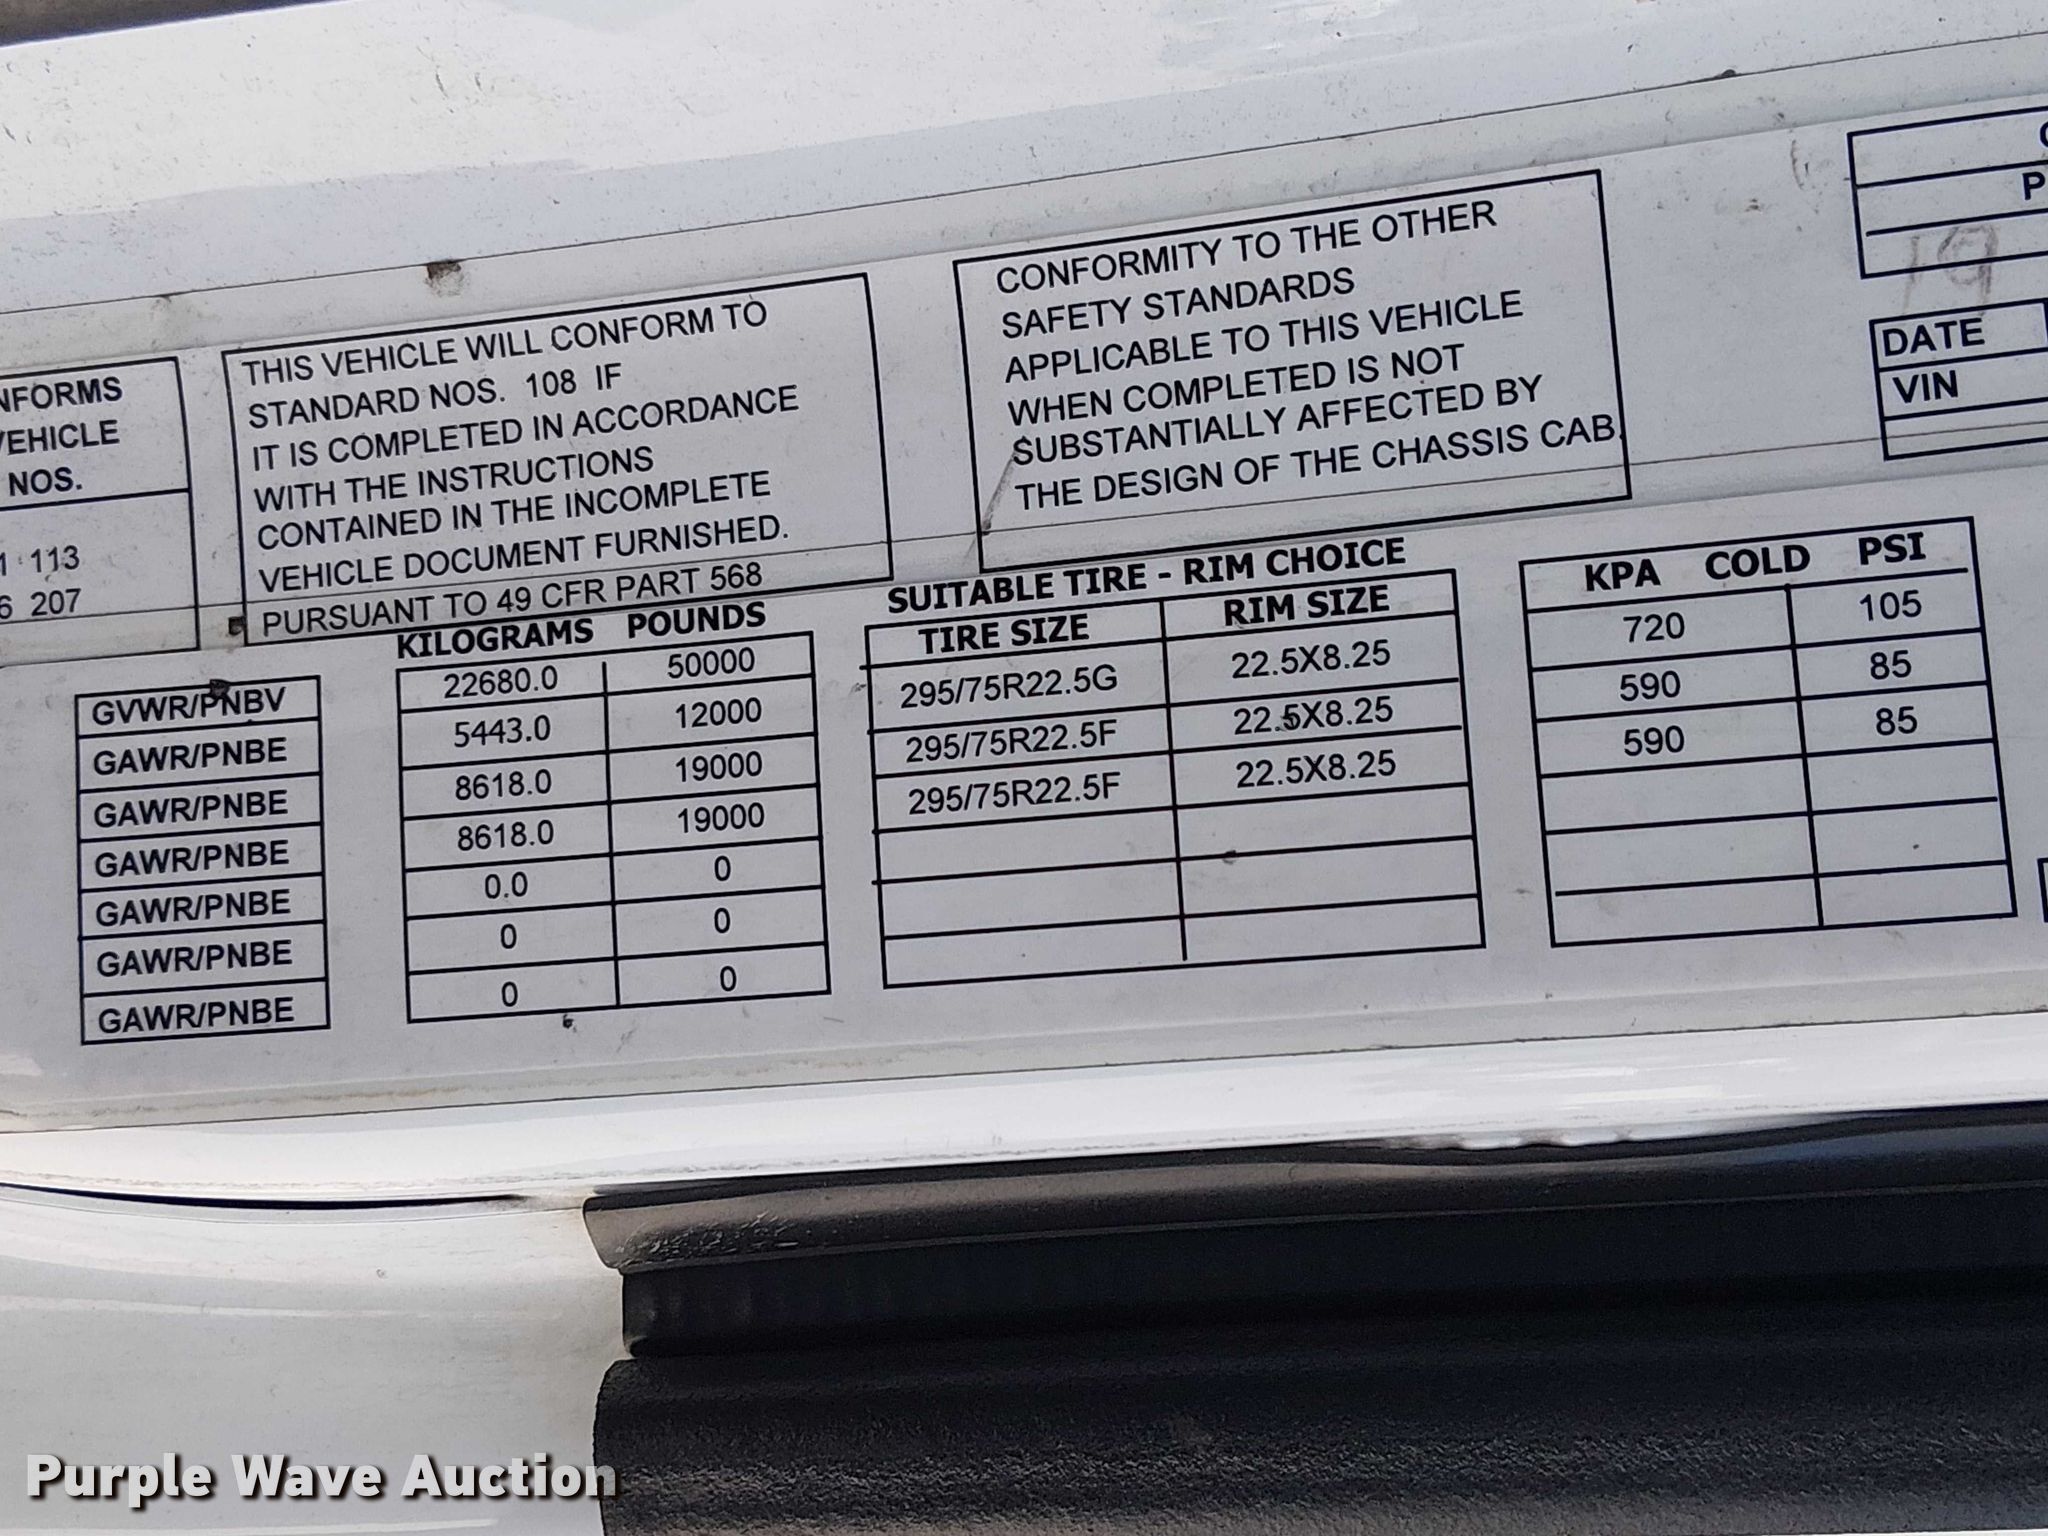 NFORMS
VEHICLE
NOS.
1 113
6 207
THIS VEHICLE WILL CONFORM TO
STANDARD NOS. 108 IF
IT IS COMPLETED IN ACCORDANCE
WITH THE INSTRUCTIONS
CONTAINED IN THE INCOMPLETE
VEHICLE DOCUMENT FURNISHED.
PURSUANT TO 49 CFR PART 568
CONFORMITY TO THE OTHER
SAFETY STANDARDS
APPLICABLE TO THIS VEHICLE
WHEN COMPLETED IS NOT
SUBSTANTIALLY AFFECTED BY
THE DESIGN OF THE CHASSIS CAB.
P
19
DATE
VIN
KILOGRAMS POUNDS
SUITABLE TIRE - RIM CHOICE
TIRE SIZE RIM SIZE
KPA COLD PSI
GVWR/PNBV 22680.0 50000
GAWR/PNBE 5443.0 12000 295/75R22.5G 22.5X8.25 720 105
GAWR/PNBE 8618.0 19000 295/75R22.5F 22.5X8.25 590 85
GAWR/PNBE 8618.0 19000 295/75R22.5F 22.5X8.25 590 85
GAWR/PNBE 0.0 0
GAWR/PNBE 0 0
GAWR/PNBE 0 0
Purple Wave Auction